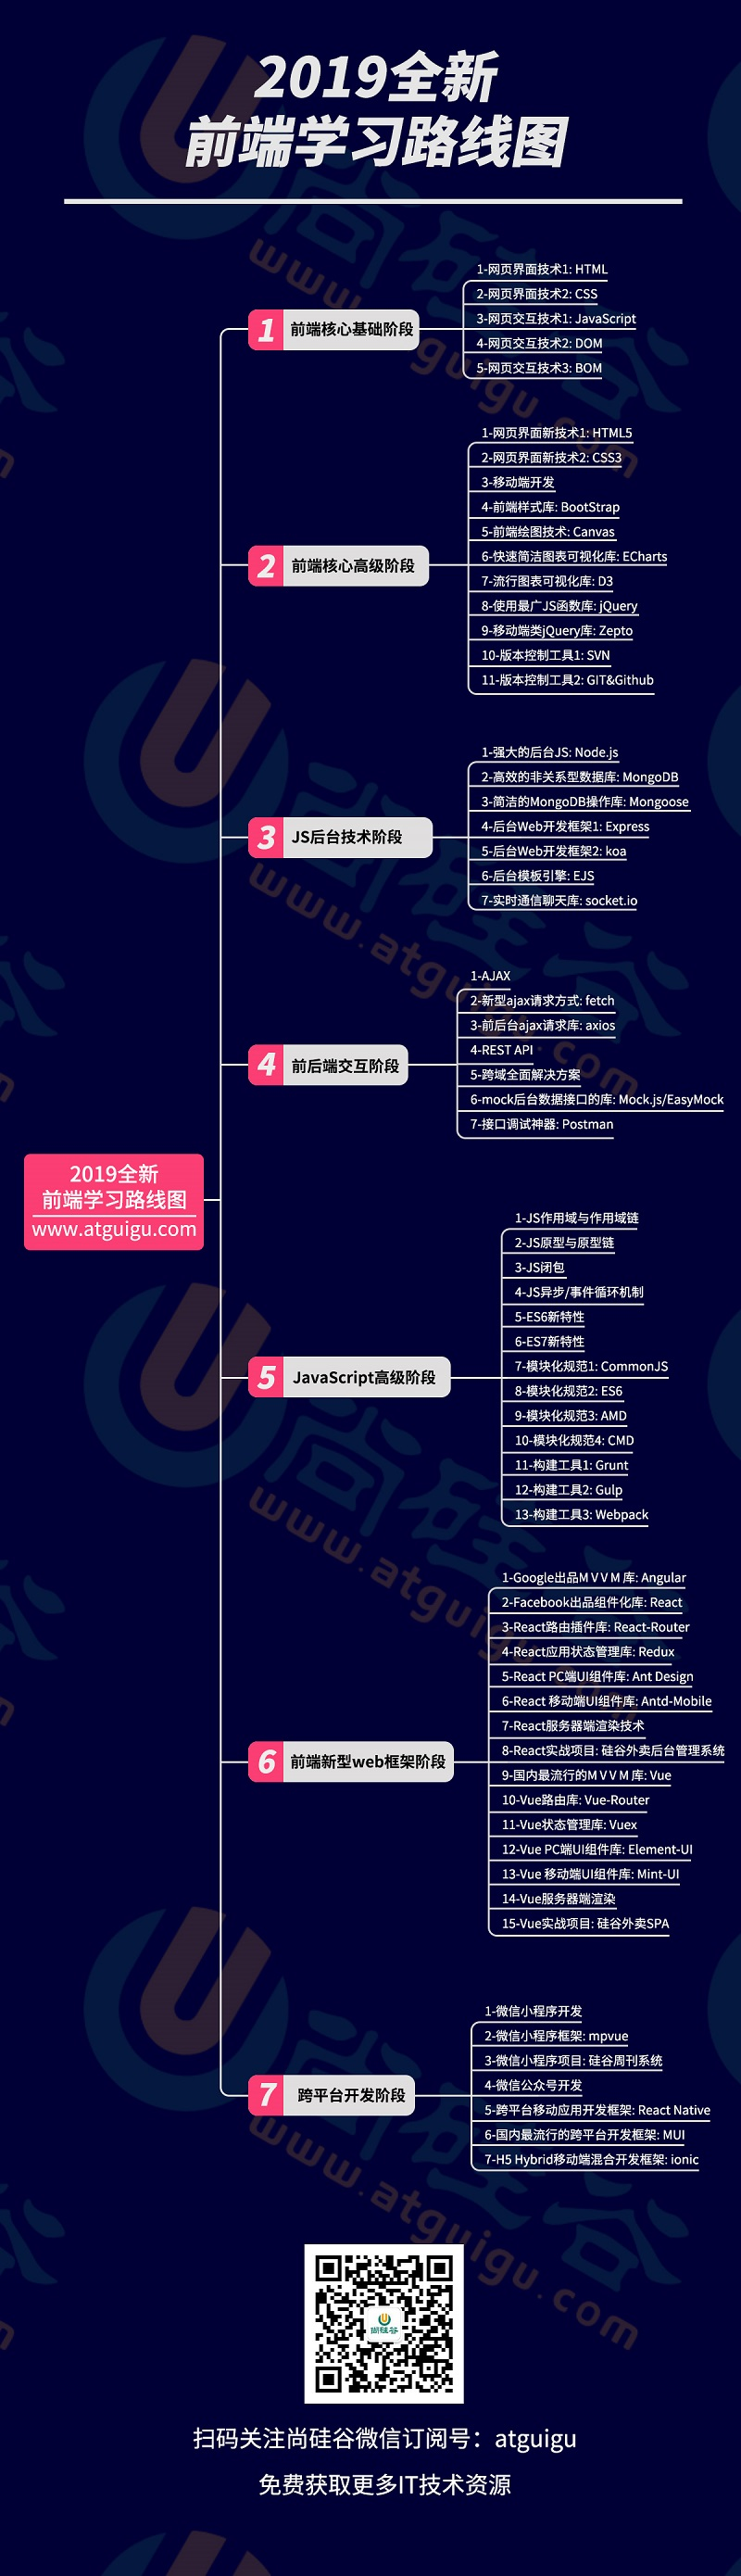 2019全新
前端学习路线图
1 前端核心基础阶段
1-网页界面技术1: HTML
2-网页界面技术2: CSS
3-网页交互技术1: JavaScript
4-网页交互技术2: DOM
5-网页交互技术3: BOM
2 前端核心高级阶段
1-网页界面新技术1: HTML5
2-网页界面新技术2: CSS3
3-移动端开发
4-前端样式库: BootStrap
5-前端绘图技术: Canvas
6-快速简洁图表可视化库: ECharts
7-流行图表可视化库: D3
8-使用最广JS函数库: jQuery
9-移动端类jQuery库: Zepto
10-版本控制工具1: SVN
11-版本控制工具2: GIT&Github
3 JS后台技术阶段
1-强大的后台JS: Node.js
2-高效的非关系型数据库: MongoDB
3-简洁的MongoDB操作库: Mongoose
4-后台Web开发框架1: Express
5-后台Web开发框架2: koa
6-后台模板引擎: EJS
7-实时通信聊天库: socket.io
4 前后端交互阶段
1-AJAX
2-新型ajax请求方式: fetch
3-前后台ajax请求库: axios
4-REST API
5-跨域全面解决方案
6-mock后台数据接口的库: Mock.js/EasyMock
7-接口调试神器: Postman
2019全新
前端学习路线图
www.atguigu.com
5 JavaScript高级阶段
1-JS作用域与作用域链
2-JS原型与原型链
3-JS闭包
4-JS异步/事件循环机制
5-ES6新特性
6-ES7新特性
7-模块化规范1: CommonJS
8-模块化规范2: ES6
9-模块化规范3: AMD
10-模块化规范4: CMD
11-构建工具1: Grunt
12-构建工具2: Gulp
13-构建工具3: Webpack
6 前端新型web框架阶段
1-Google出品M V V M 库: Angular
2-Facebook出品组件化库: React
3-React路由插件库: React-Router
4-React应用状态管理库: Redux
5-React PC端UI组件库: Ant Design
6-React 移动端UI组件库: Antd-Mobile
7-React服务器端渲染技术
8-React实战项目: 硅谷外卖后台管理系统
9-国内最流行的M V V M 库: Vue
10-Vue路由库: Vue-Router
11-Vue状态管理库: Vuex
12-Vue PC端UI组件库: Element-UI
13-Vue 移动端UI组件库: Mint-UI
14-Vue服务器端渲染
15-Vue实战项目: 硅谷外卖SPA
7 跨平台开发阶段
1-微信小程序开发
2-微信小程序框架: mpvue
3-微信小程序项目: 硅谷周刊系统
4-微信公众号开发
5-跨平台移动应用开发框架: React Native
6-国内最流行的跨平台开发框架: MUI
7-H5 Hybrid移动端混合开发框架: ionic
尚硅谷
扫码关注尚硅谷微信订阅号：atguigu
免费获取更多IT技术资源
尚硅谷
www.atguigu.com